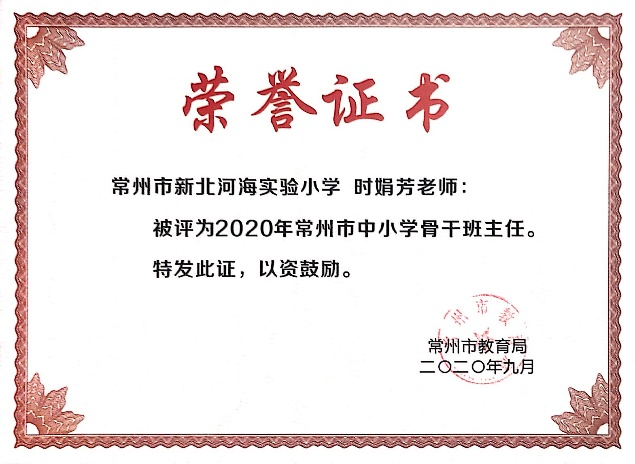 荣誉证书
常州市新北河海实验小学 时娟芳老师：
被评为2020年常州市中小学骨干班主任。
特发此证，以资鼓励。
常州市教育局
二〇二〇年九月